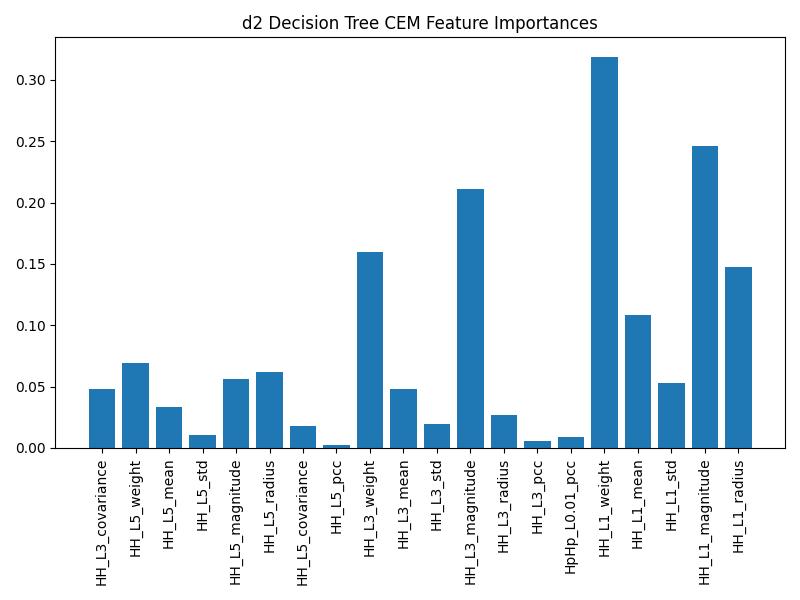 d2 Decision Tree CEM Feature Importances
0.30
0.25
0.20
0.15
0.10
0.05
0.00
HH_L3_covariance
HH_L5_weight
HH_L5_mean
HH_L5_std
HH_L5_magnitude
HH_L5_radius
HH_L5_covariance
HH_L5_pcc
HH_L3_weight
HH_L3_mean
HH_L3_std
HH_L3_magnitude
HH_L3_radius
HH_L3_pcc
HpHp_L0.01_pcc
HH_L1_weight
HH_L1_mean
HH_L1_std
HH_L1_magnitude
HH_L1_radius